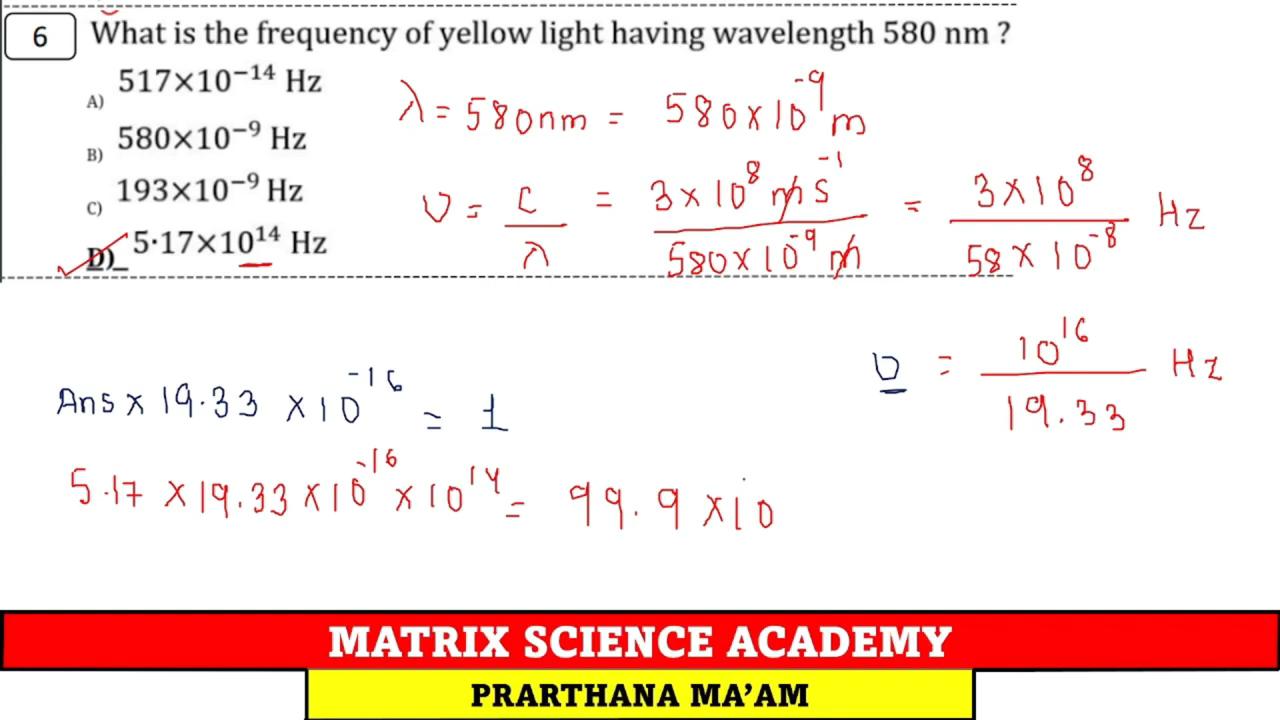 6 What is the frequency of yellow light having wavelength 580 nm ?
A) 517×10⁻¹⁴ Hz
B) 580×10⁻⁹ Hz
C) 193×10⁻⁹ Hz
D) 5·17×10¹⁴ Hz
λ = 580nm = 580×10⁻⁹ m
υ = c/λ = 3×10⁸ m s⁻¹ / 580×10⁻⁹ m = 3×10⁸ / 58×10⁻⁸ Hz
υ = 10¹⁶ / 19.33 Hz
Ans × 19.33 × 10⁻¹⁶ = 1
5.17 × 19.33 × 10⁻¹⁶ × 10¹⁴ = 99.9 × 10
MATRIX SCIENCE ACADEMY
PRARTHANA MA'AM